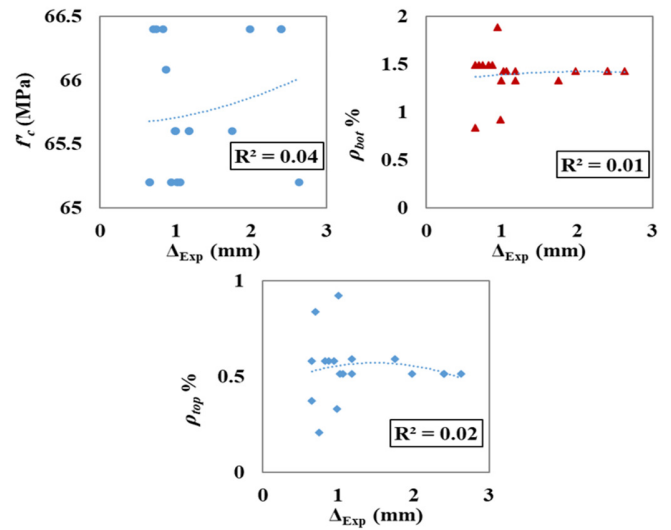 f'c (MPa)
66.5
66
65.5
65
0 1 2 3
ΔExp (mm)
R² = 0.04
ρbot %
2
1.5
1
0.5
0
0 1 2 3
ΔExp (mm)
R² = 0.01
ρtop %
1
0.5
0
0 1 2 3
ΔExp (mm)
R² = 0.02